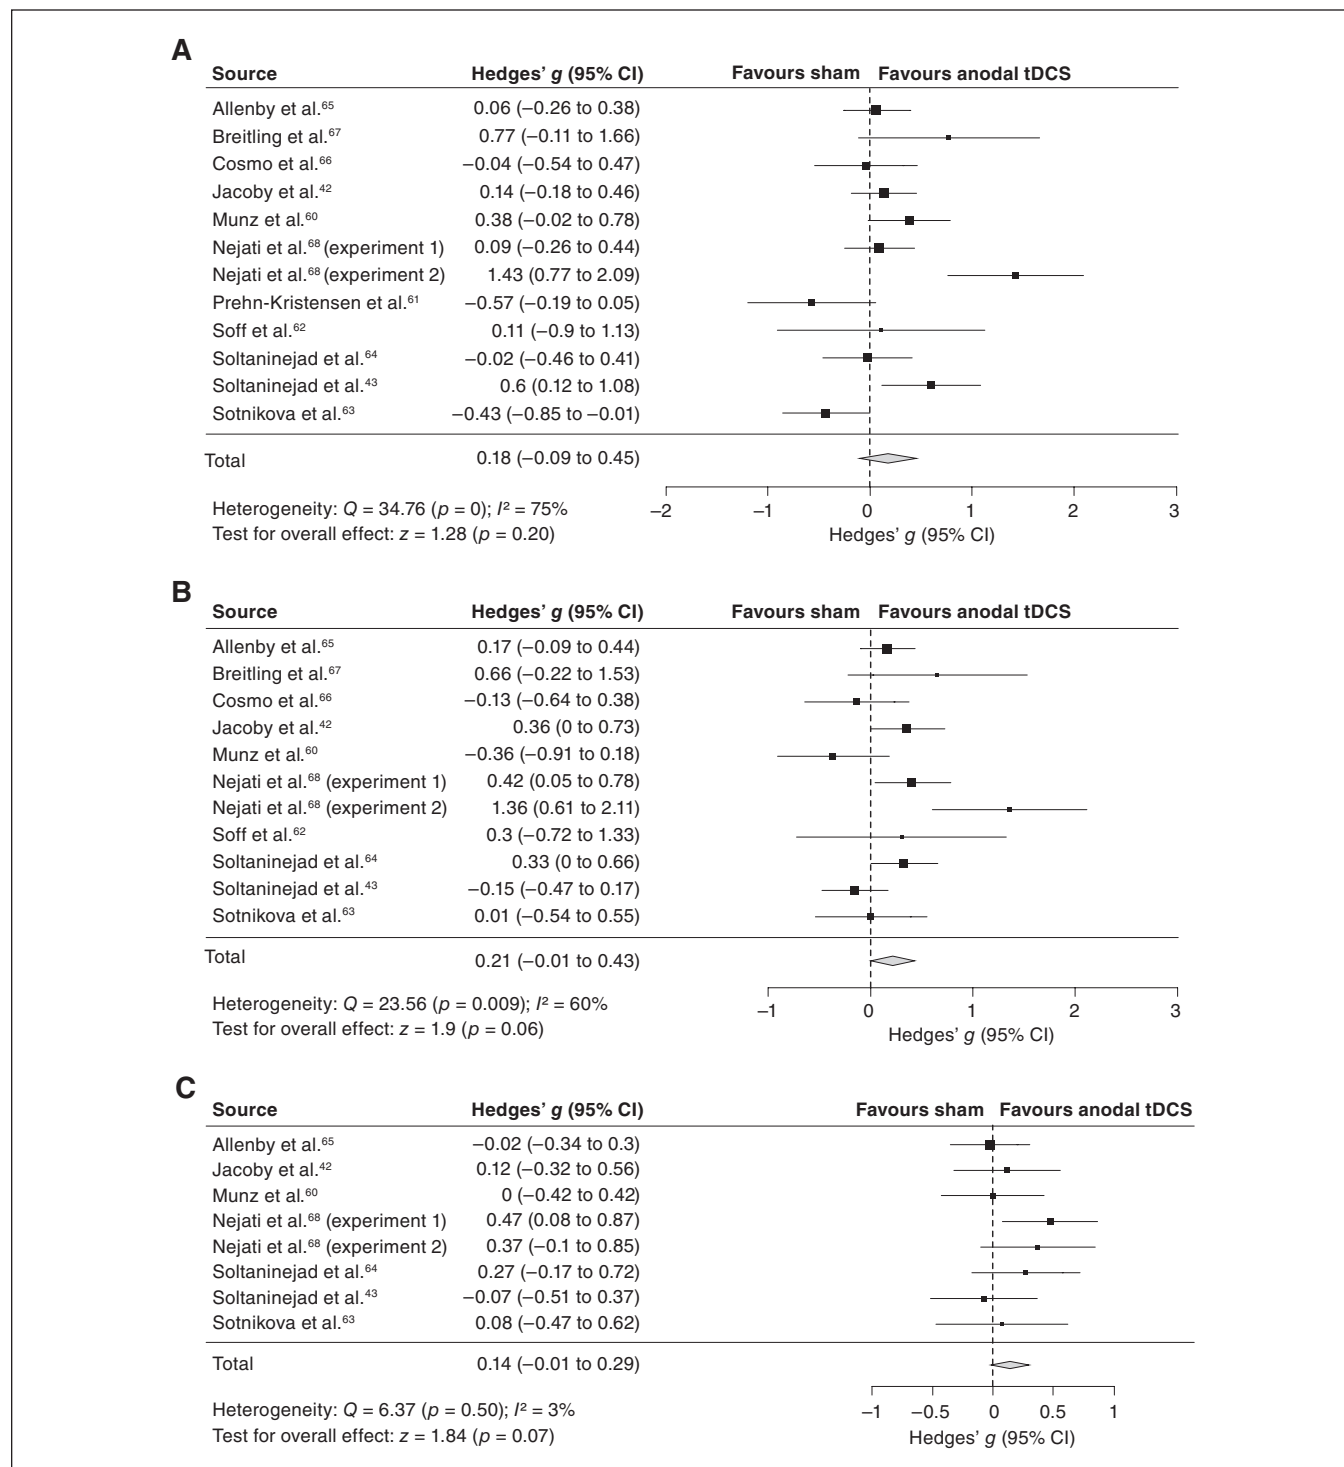 A
Source Hedges’ g (95% CI) Favours sham Favours anodal tDCS
Allenby et al.⁶⁵ 0.06 (−0.26 to 0.38)
Breitling et al.⁶⁷ 0.77 (−0.11 to 1.66)
Cosmo et al.⁶⁶ −0.04 (−0.54 to 0.47)
Jacoby et al.⁴² 0.14 (−0.18 to 0.46)
Munz et al.⁶⁰ 0.38 (−0.02 to 0.78)
Nejati et al.⁶⁸ (experiment 1) 0.09 (−0.26 to 0.44)
Nejati et al.⁶⁸ (experiment 2) 1.43 (0.77 to 2.09)
Prehn-Kristensen et al.⁶¹ −0.57 (−0.19 to 0.05)
Soff et al.⁶² 0.11 (−0.9 to 1.13)
Soltaninejad et al.⁶⁴ −0.02 (−0.46 to 0.41)
Soltaninejad et al.⁴³ 0.6 (0.12 to 1.08)
Sotnikova et al.⁶³ −0.43 (−0.85 to −0.01)
Total 0.18 (−0.09 to 0.45)
Heterogeneity: Q = 34.76 (p = 0); I² = 75%
−2 −1 0 1 2 3
Test for overall effect: z = 1.28 (p = 0.20)
Hedges’ g (95% CI)
B
Source Hedges’ g (95% CI) Favours sham Favours anodal tDCS
Allenby et al.⁶⁵ 0.17 (−0.09 to 0.44)
Breitling et al.⁶⁷ 0.66 (−0.22 to 1.53)
Cosmo et al.⁶⁶ −0.13 (−0.64 to 0.38)
Jacoby et al.⁴² 0.36 (0 to 0.73)
Munz et al.⁶⁰ −0.36 (−0.91 to 0.18)
Nejati et al.⁶⁸ (experiment 1) 0.42 (0.05 to 0.78)
Nejati et al.⁶⁸ (experiment 2) 1.36 (0.61 to 2.11)
Soff et al.⁶² 0.3 (−0.72 to 1.33)
Soltaninejad et al.⁶⁴ 0.33 (0 to 0.66)
Soltaninejad et al.⁴³ −0.15 (−0.47 to 0.17)
Sotnikova et al.⁶³ 0.01 (−0.54 to 0.55)
Total 0.21 (−0.01 to 0.43)
Heterogeneity: Q = 23.56 (p = 0.009); I² = 60%
−1 0 1 2 3
Test for overall effect: z = 1.9 (p = 0.06)
Hedges’ g (95% CI)
C
Source Hedges’ g (95% CI) Favours sham Favours anodal tDCS
Allenby et al.⁶⁵ −0.02 (−0.34 to 0.3)
Jacoby et al.⁴² 0.12 (−0.32 to 0.56)
Munz et al.⁶⁰ 0 (−0.42 to 0.42)
Nejati et al.⁶⁸ (experiment 1) 0.47 (0.08 to 0.87)
Nejati et al.⁶⁸ (experiment 2) 0.37 (−0.1 to 0.85)
Soltaninejad et al.⁶⁴ 0.27 (−0.17 to 0.72)
Soltaninejad et al.⁴³ −0.07 (−0.51 to 0.37)
Sotnikova et al.⁶³ 0.08 (−0.47 to 0.62)
Total 0.14 (−0.01 to 0.29)
Heterogeneity: Q = 6.37 (p = 0.50); I² = 3%
−1 −0.5 0 0.5 1
Test for overall effect: z = 1.84 (p = 0.07)
Hedges’ g (95% CI)